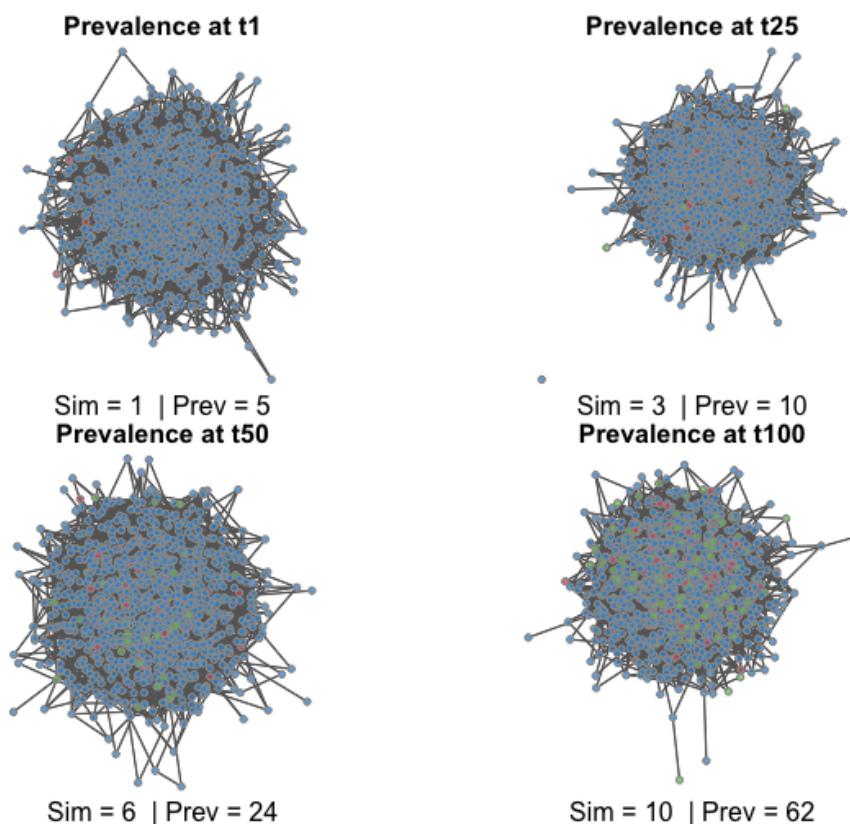 Prevalence at t1
Prevalence at t25
Sim = 1 | Prev = 5
Sim = 3 | Prev = 10
Prevalence at t50
Prevalence at t100
Sim = 6 | Prev = 24
Sim = 10 | Prev = 62